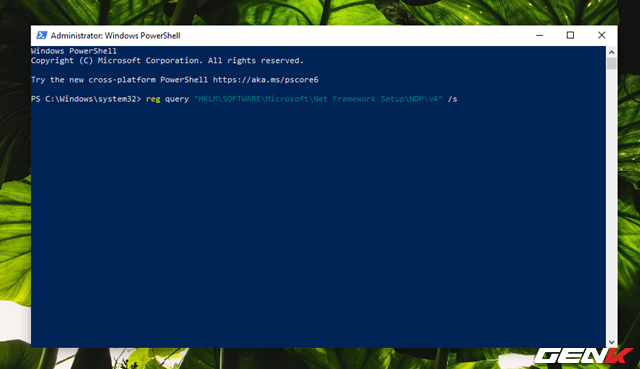 Administrator: Windows PowerShell
Windows PowerShell
Copyright (C) Microsoft Corporation. All rights reserved.
Try the new cross-platform PowerShell https://aka.ms/pscore6
PS C:\Windows\system32> reg query "HKLM\SOFTWARE\Microsoft\Net Framework Setup\NDP\v4" /s
GENK